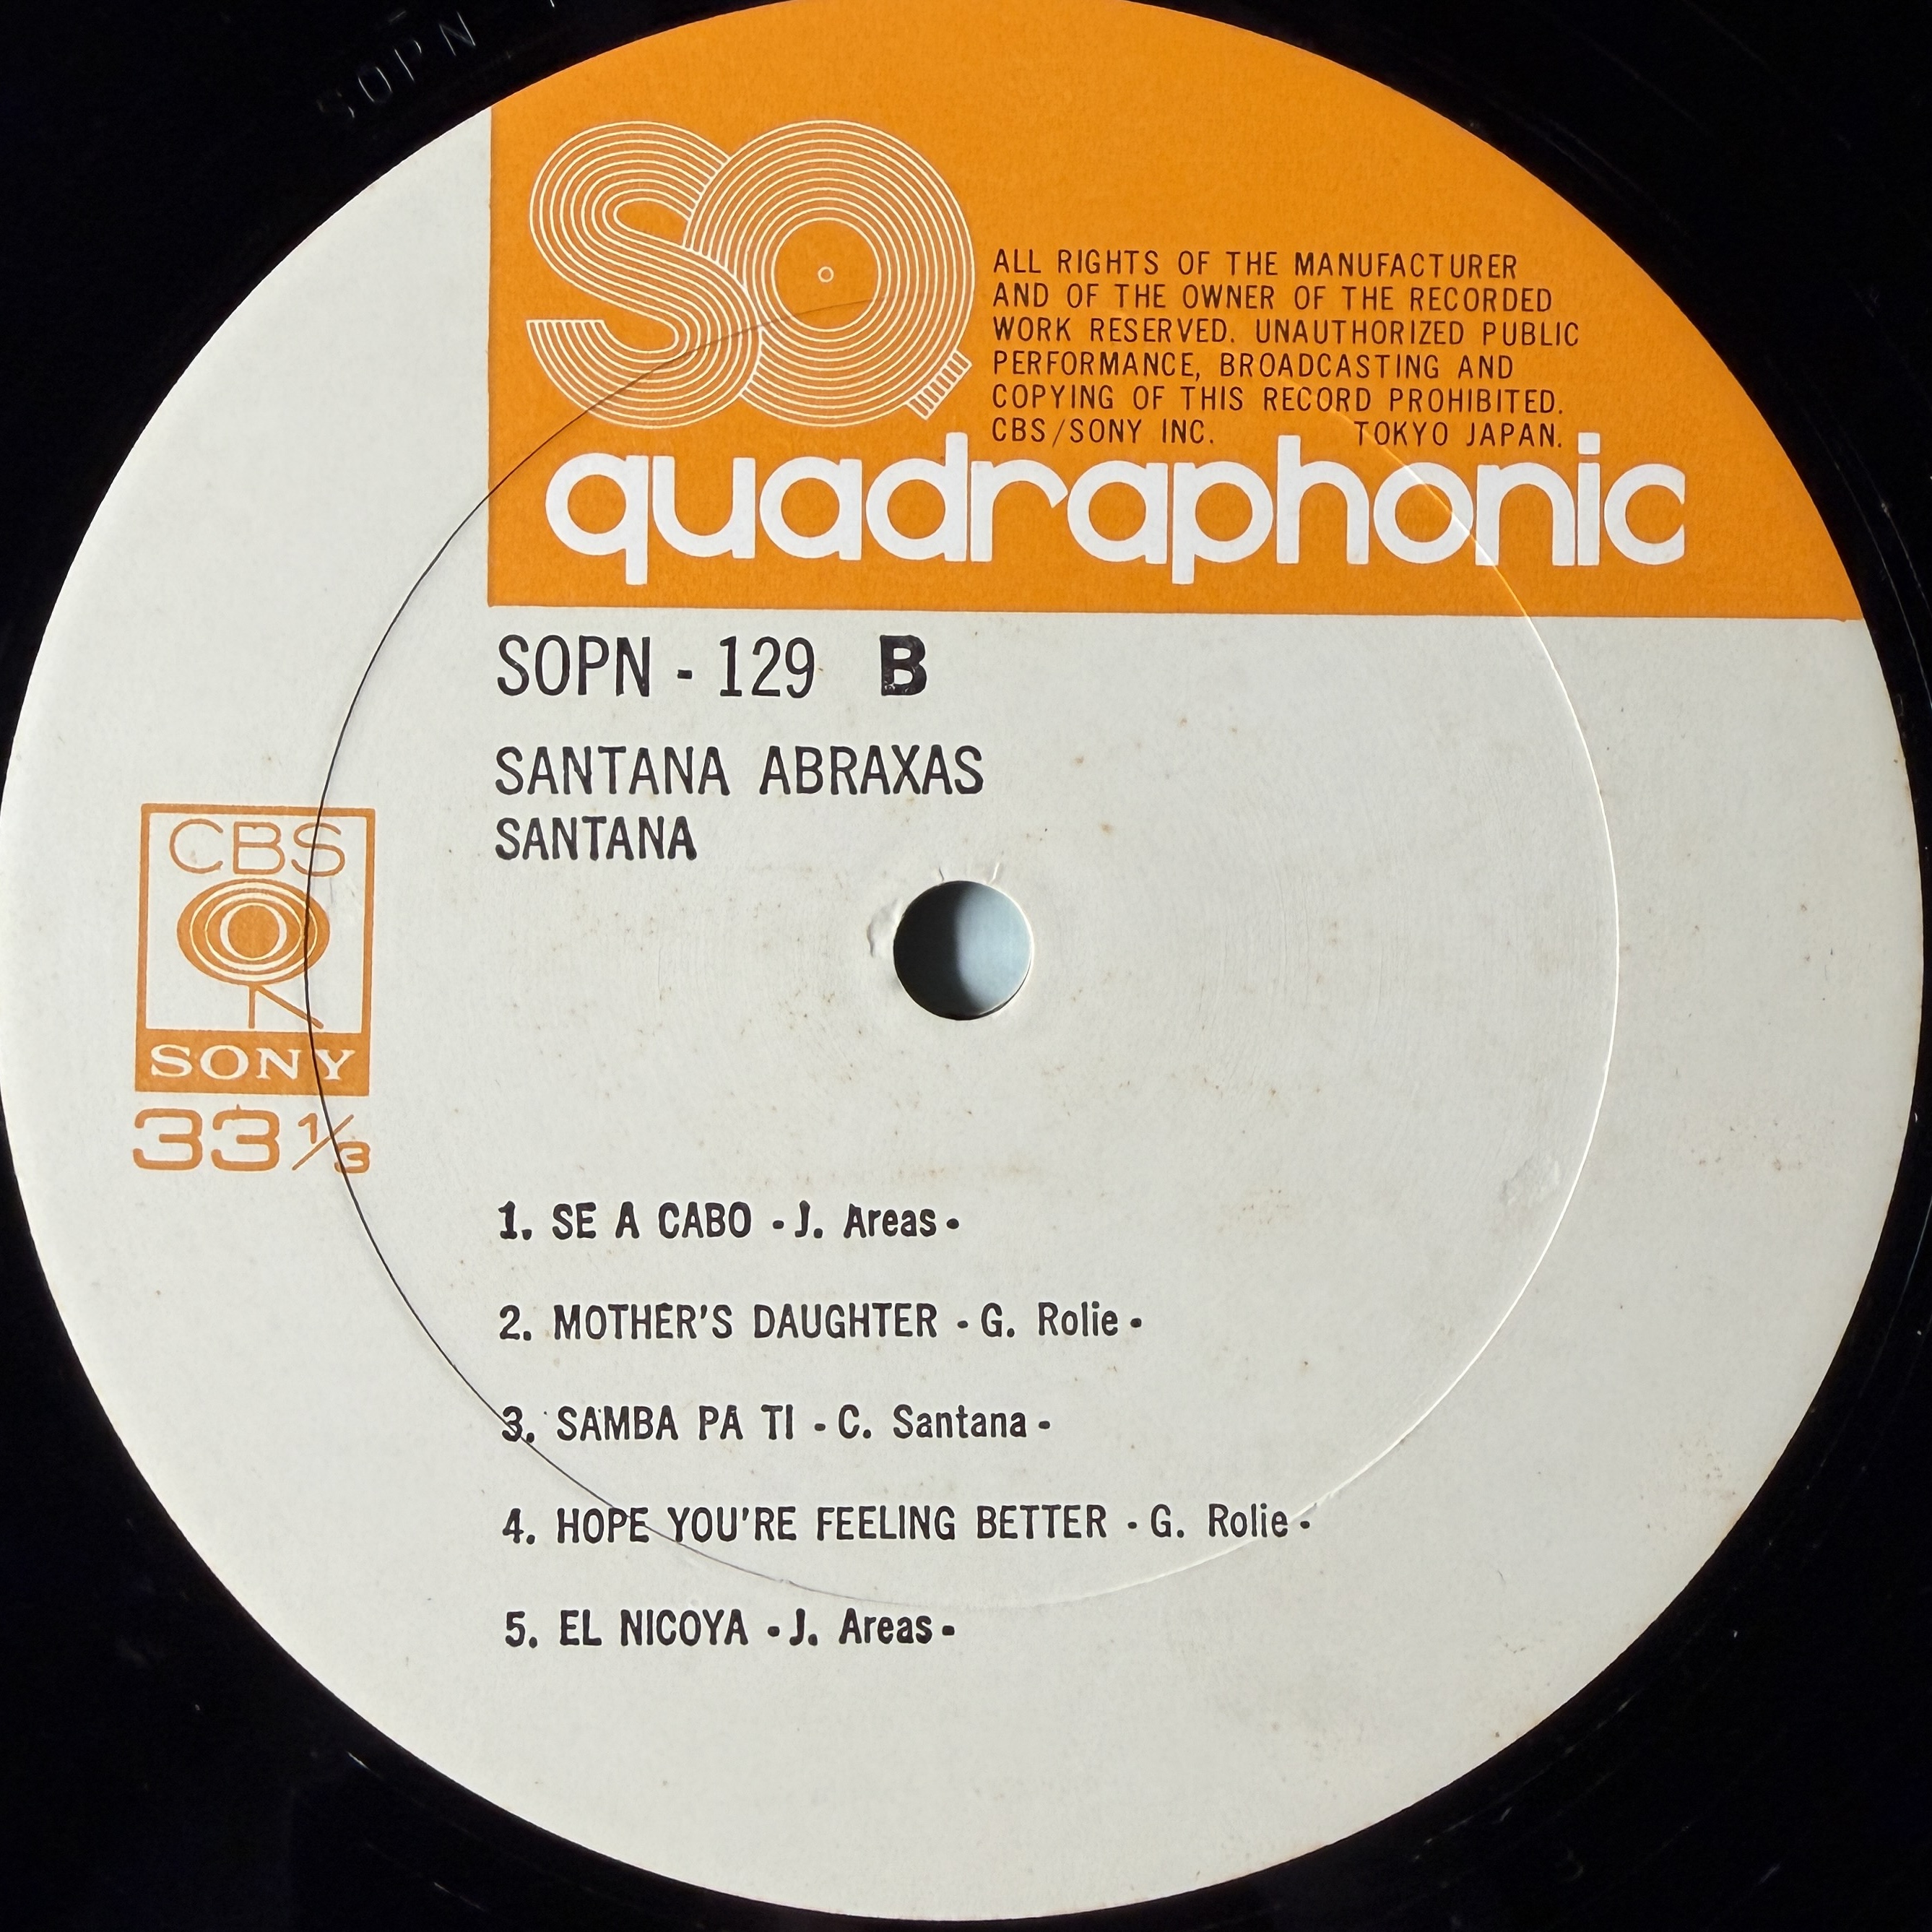 SOPN
SQ
ALL RIGHTS OF THE MANUFACTURER
AND OF THE OWNER OF THE RECORDED
WORK RESERVED. UNAUTHORIZED PUBLIC
PERFORMANCE, BROADCASTING AND
COPYING OF THIS RECORD PROHIBITED.
CBS/SONY INC. TOKYO JAPAN.
quadraphonic
SOPN - 129 B
SANTANA ABRAXAS
SANTANA
CBS
SONY
33 1/3
1. SE A CABO - J. Areas -
2. MOTHER'S DAUGHTER - G. Rolie -
3. SAMBA PA TI - C. Santana -
4. HOPE YOU'RE FEELING BETTER - G. Rolie -
5. EL NICOYA - J. Areas -